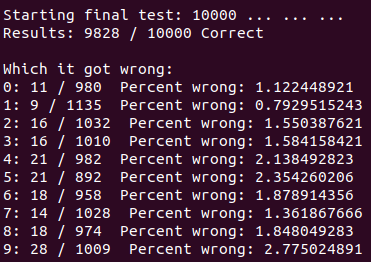 Starting final test: 10000 ... ... ...
Results: 9828 / 10000 Correct
Which it got wrong:
0: 11 / 980  Percent wrong: 1.122448921
1: 9 / 1135  Percent wrong: 0.7929515243
2: 16 / 1032  Percent wrong: 1.550387621
3: 16 / 1010  Percent wrong: 1.584158421
4: 21 / 982  Percent wrong: 2.138492823
5: 21 / 892  Percent wrong: 2.354260206
6: 18 / 958  Percent wrong: 1.878914356
7: 14 / 1028  Percent wrong: 1.361867666
8: 18 / 974  Percent wrong: 1.848049283
9: 28 / 1009  Percent wrong: 2.775024891